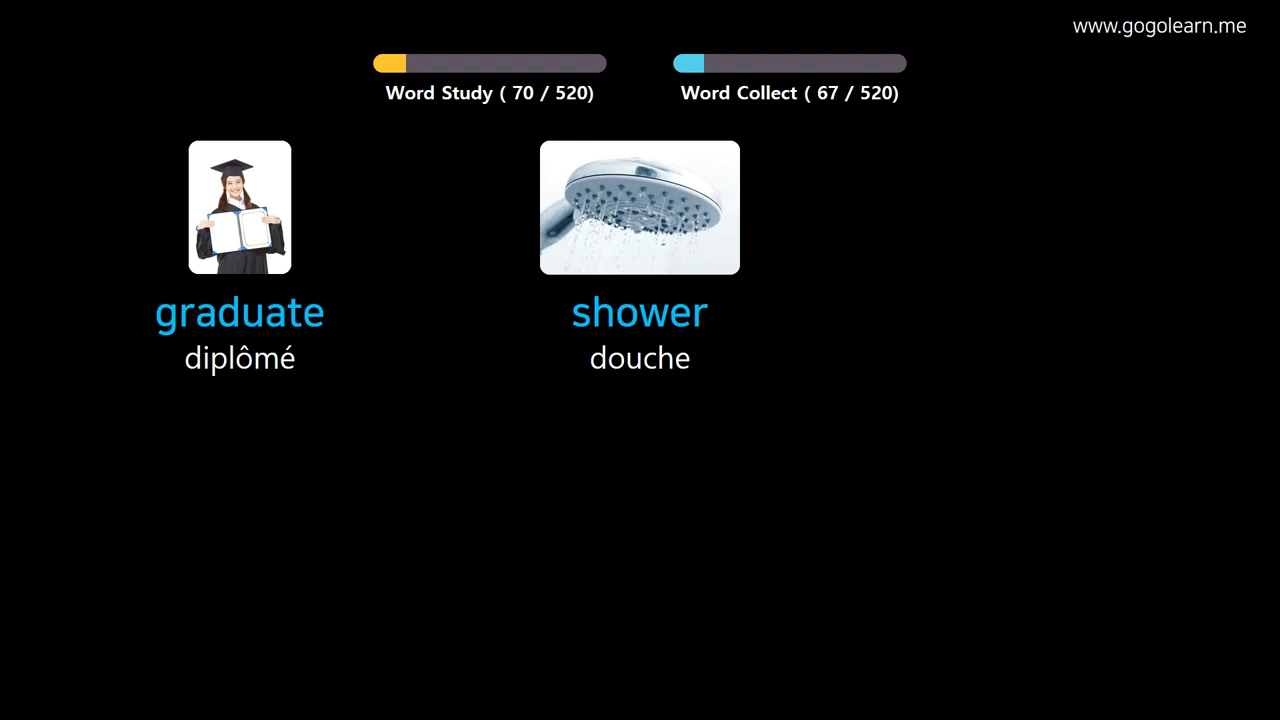 www.gogolearn.me
Word Study ( 70 / 520)
Word Collect ( 67 / 520)
graduate
diplômé
shower
douche